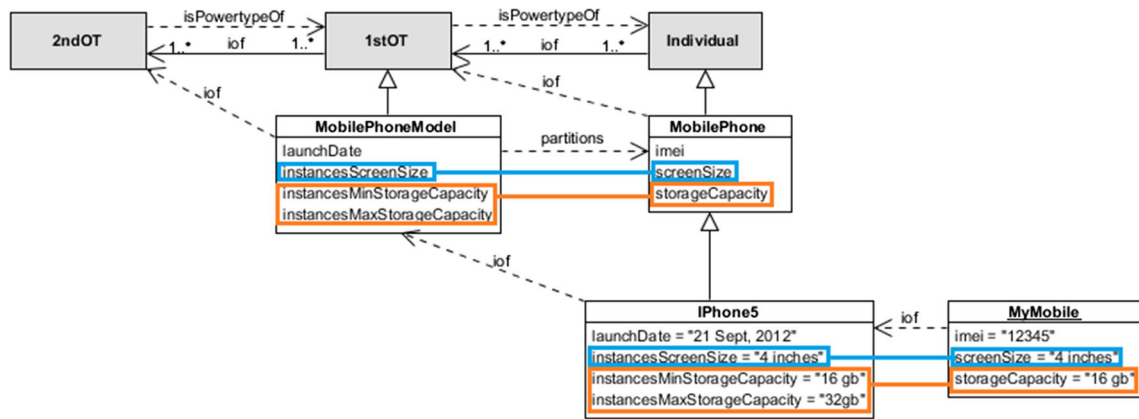 isPowertypeOf
isPowertypeOf
2ndOT
1..*
iof
1..*
1stOT
1..*
iof
1..*
Individual
iof
iof
MobilePhoneModel
launchDate
instancesScreenSize
instancesMinStorageCapacity
instancesMaxStorageCapacity
partitions
MobilePhone
imei
screenSize
storageCapacity
iof
IPhone5
launchDate = "21 Sept, 2012"
instancesScreenSize = "4 inches"
instancesMinStorageCapacity = "16 gb"
instancesMaxStorageCapacity = "32gb"
iof
MyMobile
imei = "12345"
screenSize = "4 inches"
storageCapacity = "16 gb"